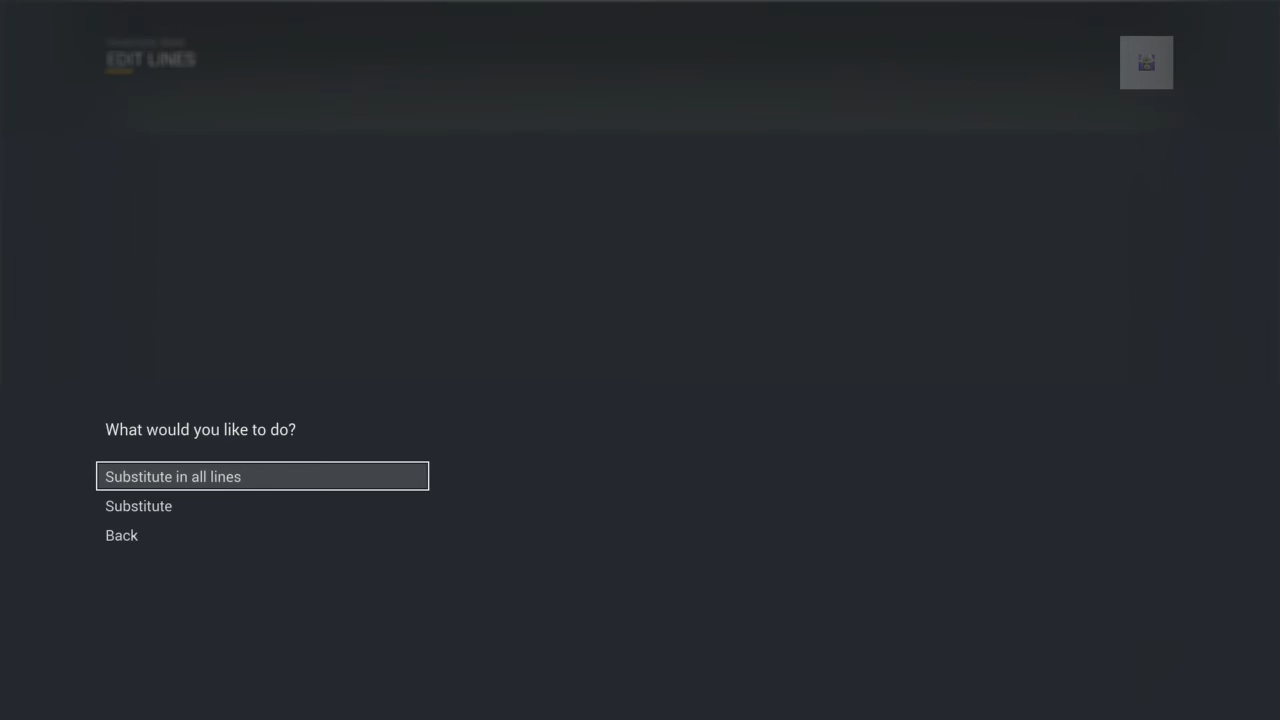 EDIT LINES
What would you like to do?
Substitute in all lines
Substitute
Back